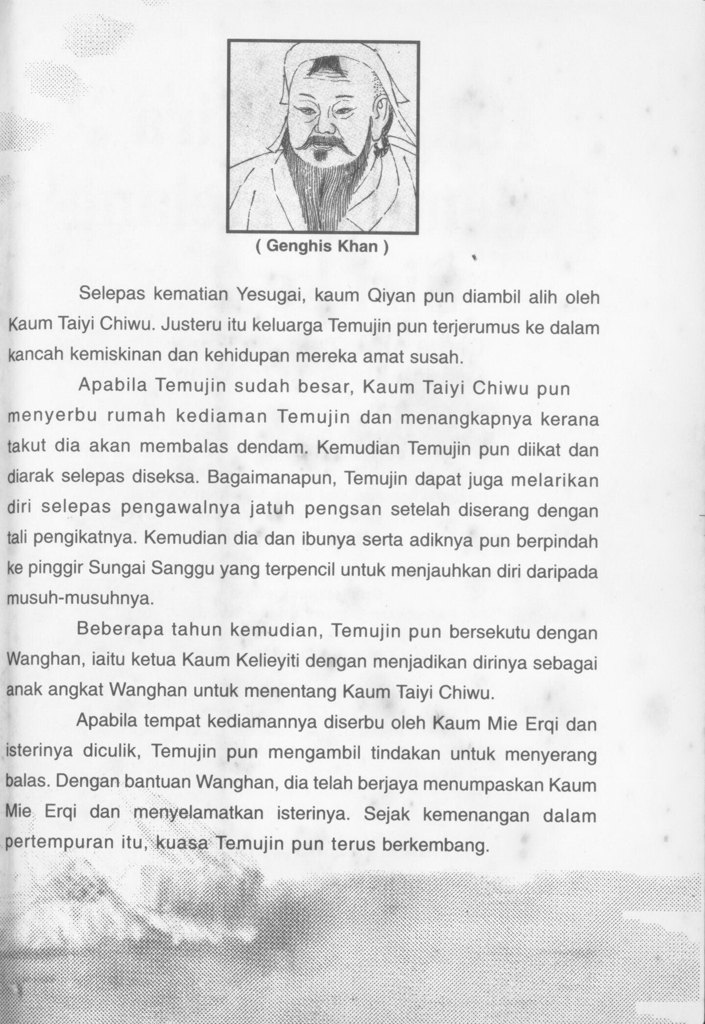 ( Genghis Khan )
Selepas kematian Yesugai, kaum Qiyan pun diambil alih oleh
Kaum Taiyi Chiwu. Justeru itu keluarga Temujin pun terjerumus ke dalam
kancah kemiskinan dan kehidupan mereka amat susah.
Apabila Temujin sudah besar, Kaum Taiyi Chiwu pun
menyerbu rumah kediaman Temujin dan menangkapnya kerana
takut dia akan membalas dendam. Kemudian Temujin pun diikat dan
diarak selepas diseksa. Bagaimanapun, Temujin dapat juga melarikan
diri selepas pengawalnya jatuh pengsan setelah diserang dengan
tali pengikatnya. Kemudian dia dan ibunya serta adiknya pun berpindah
ke pinggir Sungai Sanggu yang terpencil untuk menjauhkan diri daripada
musuh-musuhnya.
Beberapa tahun kemudian, Temujin pun bersekutu dengan
Wanghan, iaitu ketua Kaum Kelieyiti dengan menjadikan dirinya sebagai
anak angkat Wanghan untuk menentang Kaum Taiyi Chiwu.
Apabila tempat kediamannya diserbu oleh Kaum Mie Erqi dan
isterinya diculik, Temujin pun mengambil tindakan untuk menyerang
balas. Dengan bantuan Wanghan, dia telah berjaya menumpaskan Kaum
Mie Erqi dan menyelamatkan isterinya. Sejak kemenangan dalam
pertempuran itu, kuasa Temujin pun terus berkembang.